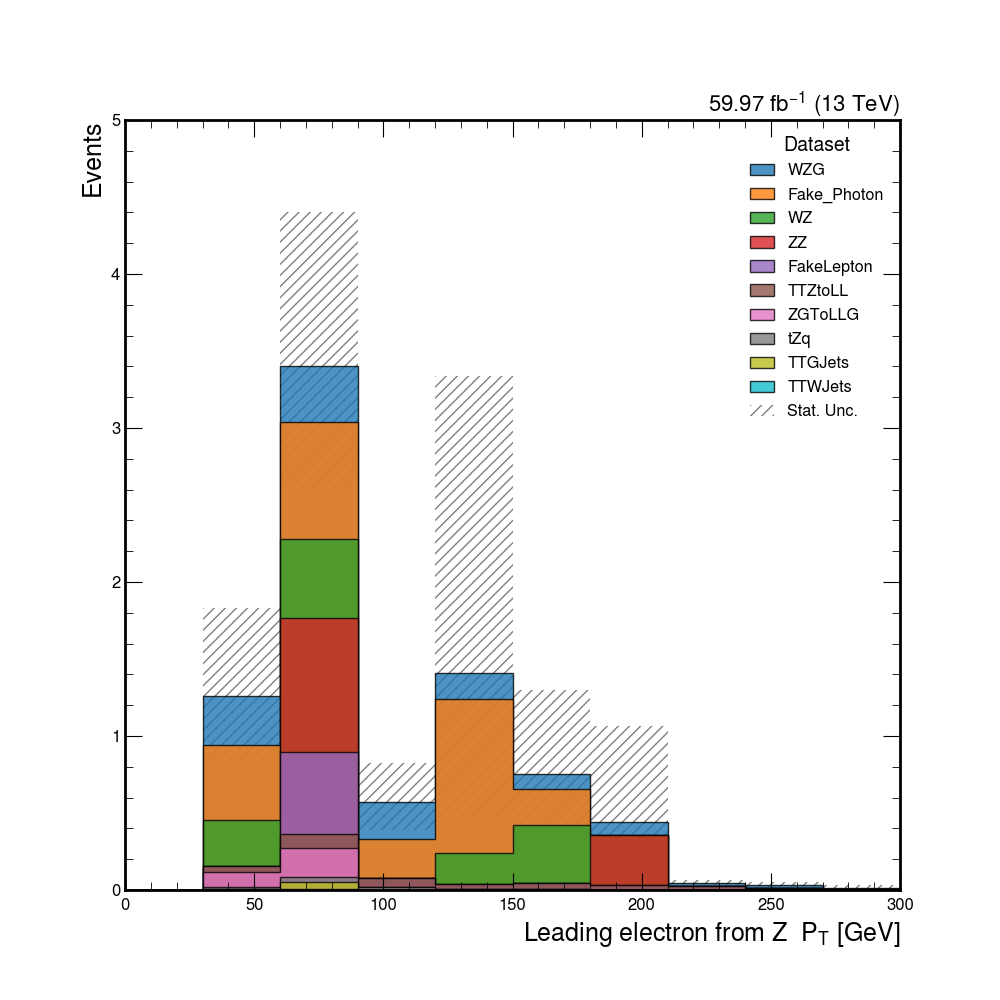 59.97 fb⁻¹ (13 TeV)
Events
5
4
3
2
1
0
Dataset
WZG
Fake_Photon
WZ
ZZ
FakeLepton
TTZtoLL
ZGToLLG
tZq
TTGJets
TTWJets
Stat. Unc.
0 50 100 150 200 250 300
Leading electron from Z P_T [GeV]